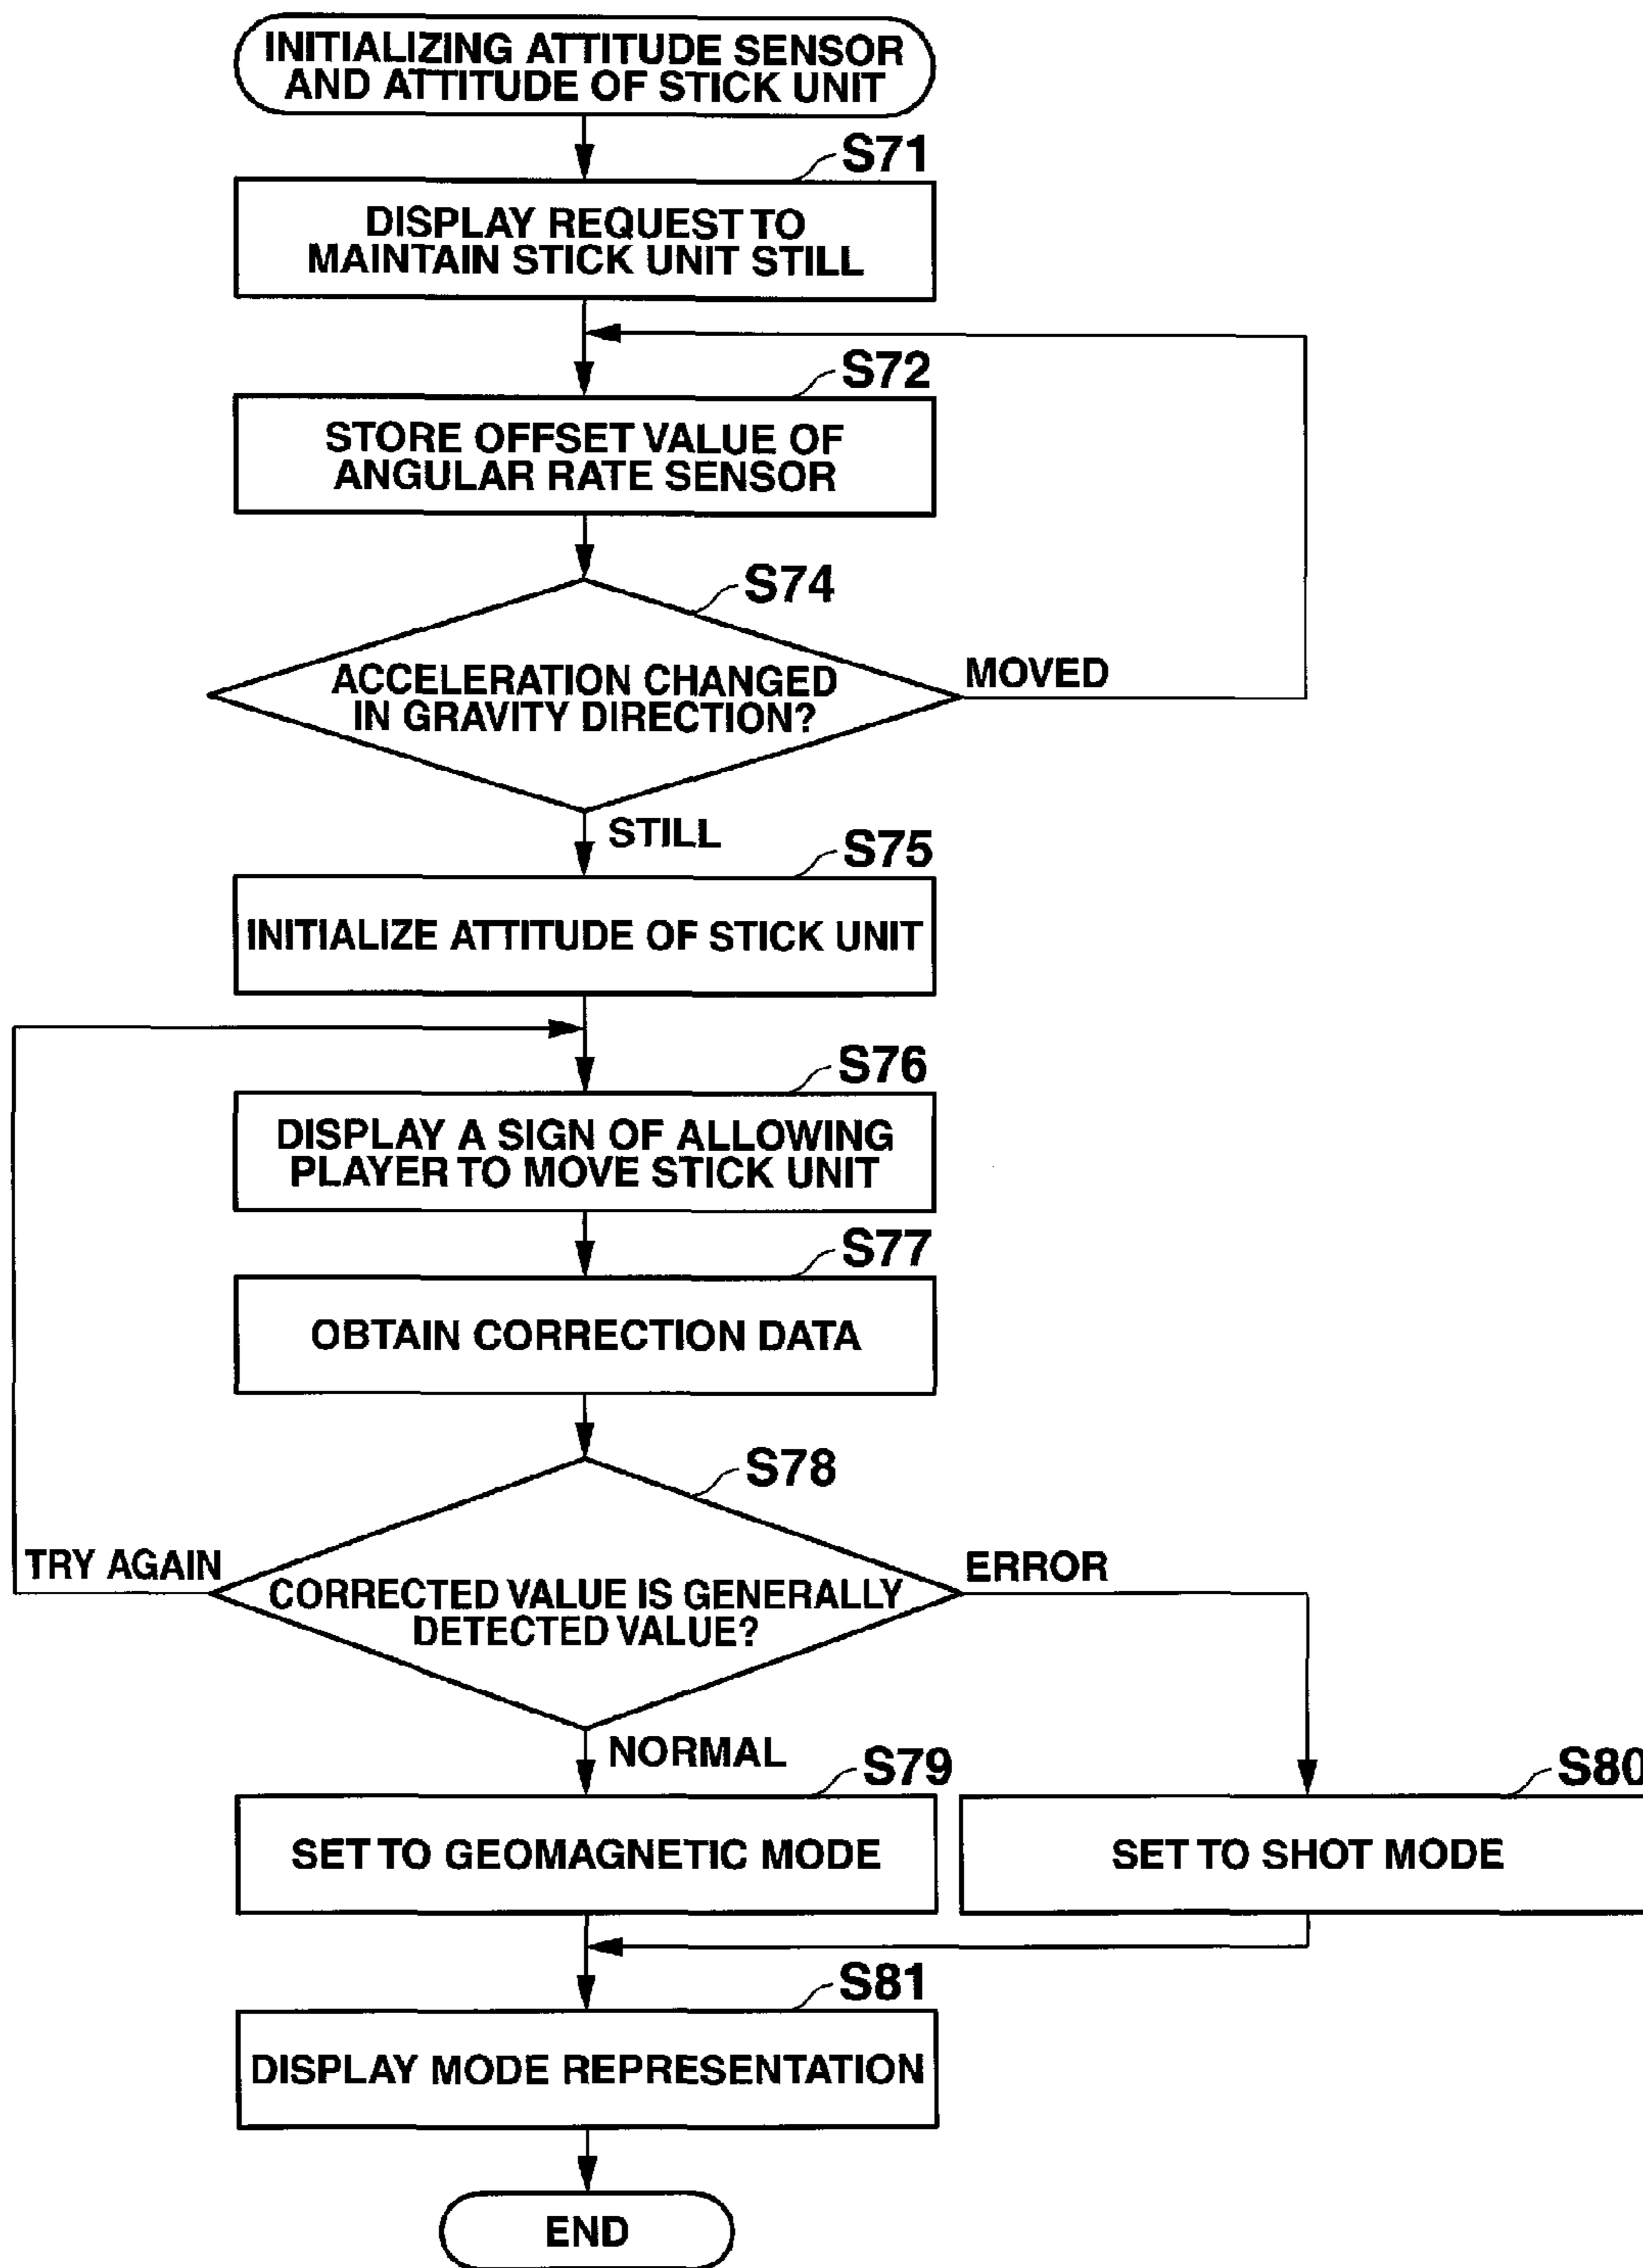 INITIALIZING ATTITUDE SENSOR
AND ATTITUDE OF STICK UNIT
S71
DISPLAY REQUEST TO
MAINTAIN STICK UNIT STILL
S72
STORE OFFSET VALUE OF
ANGULAR RATE SENSOR
S74
ACCELERATION CHANGED
IN GRAVITY DIRECTION?
MOVED
STILL
S75
INITIALIZE ATTITUDE OF STICK UNIT
S76
DISPLAY A SIGN OF ALLOWING
PLAYER TO MOVE STICK UNIT
S77
OBTAIN CORRECTION DATA
S78
TRY AGAIN
CORRECTED VALUE IS GENERALLY
DETECTED VALUE?
ERROR
NORMAL
S79
SET TO GEOMAGNETIC MODE
S80
SET TO SHOT MODE
S81
DISPLAY MODE REPRESENTATION
END